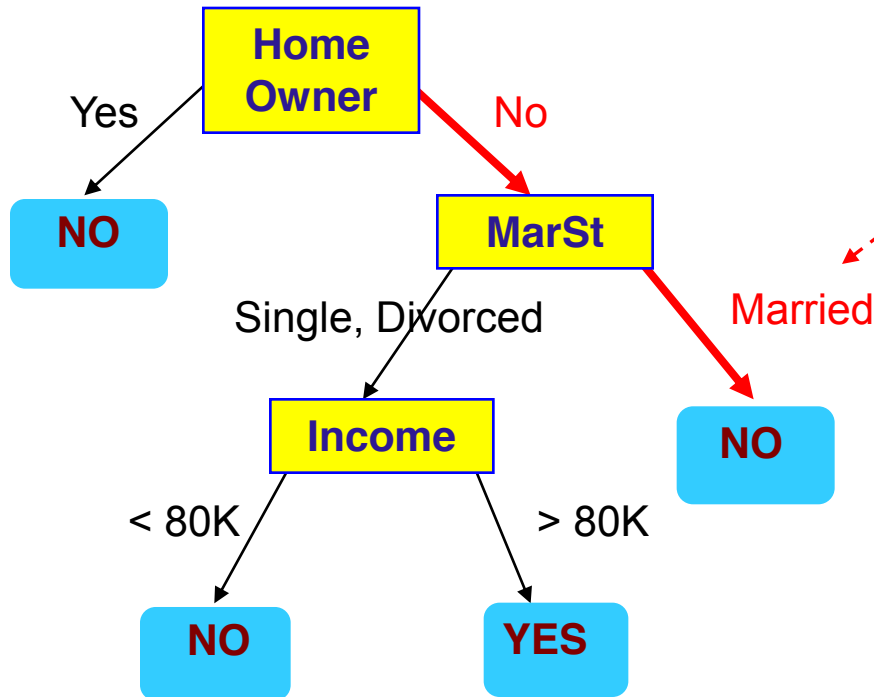 Home
Owner
Yes
No
NO
MarSt
Single, Divorced
Married
Income
NO
< 80K
> 80K
NO
YES